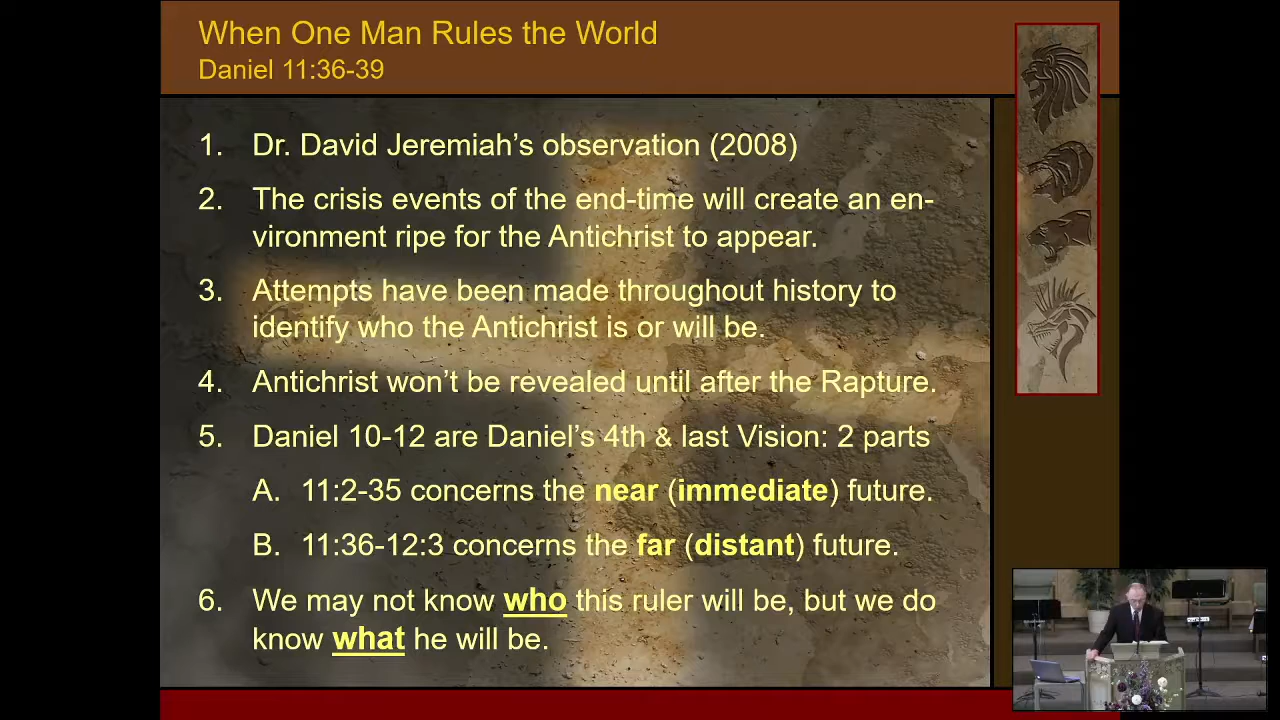 When One Man Rules the World
Daniel 11:36-39
1. Dr. David Jeremiah’s observation (2008)
2. The crisis events of the end-time will create an en-
vironment ripe for the Antichrist to appear.
3. Attempts have been made throughout history to
identify who the Antichrist is or will be.
4. Antichrist won’t be revealed until after the Rapture.
5. Daniel 10-12 are Daniel’s 4th & last Vision: 2 parts
A. 11:2-35 concerns the near (immediate) future.
B. 11:36-12:3 concerns the far (distant) future.
6. We may not know who this ruler will be, but we do
know what he will be.